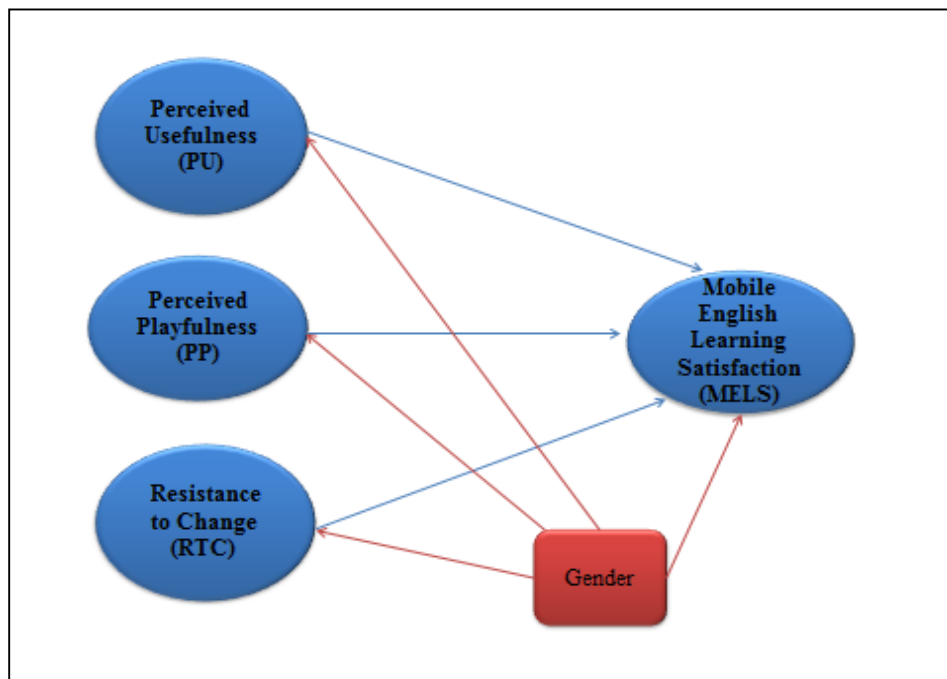 Perceived
Usefulness
(PU)
Perceived
Playfulness
(PP)
Resistance
to Change
(RTC)
Mobile
English
Learning
Satisfaction
(MELS)
Gender